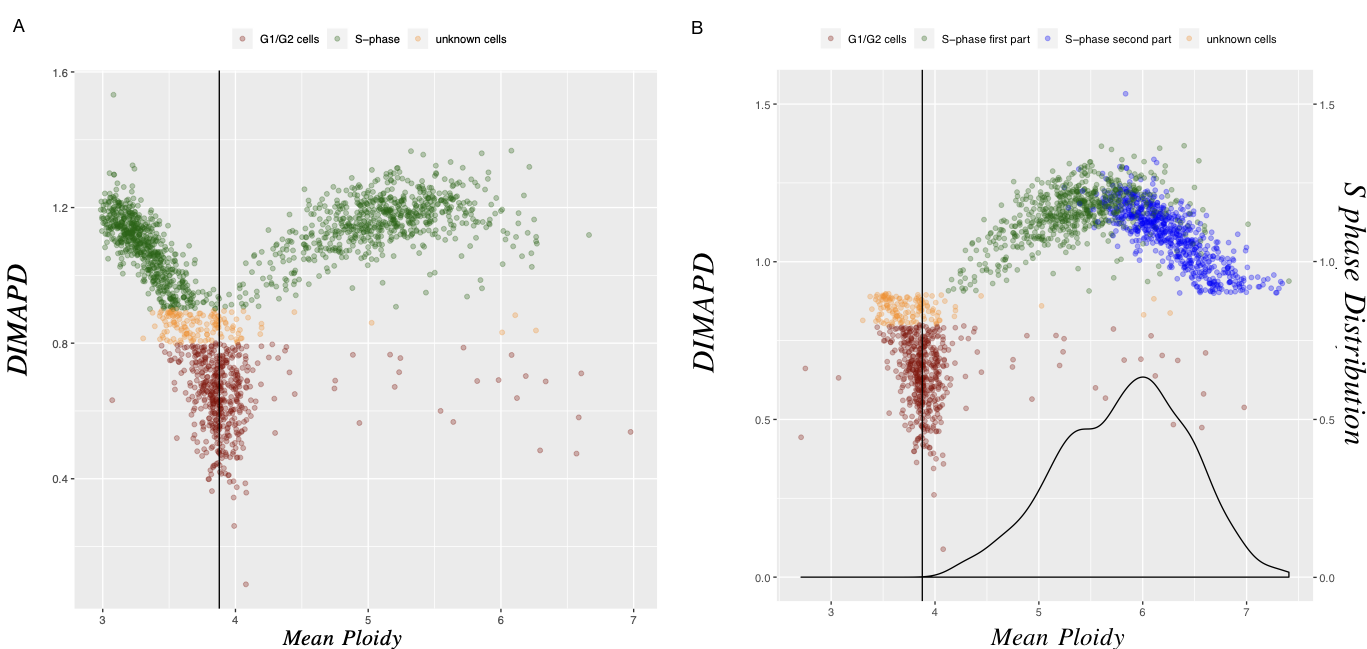 A
G1/G2 cells S−phase unknown cells
1.6
1.2
0.8
0.4
DIMAPD
3 4 5 6 7
Mean Ploidy
B
G1/G2 cells S−phase first part S−phase second part unknown cells
1.5 1.5
1.0 1.0
0.5 0.5
0.0 0.0
DIMAPD
S phase Distribution
3 4 5 6 7
Mean Ploidy